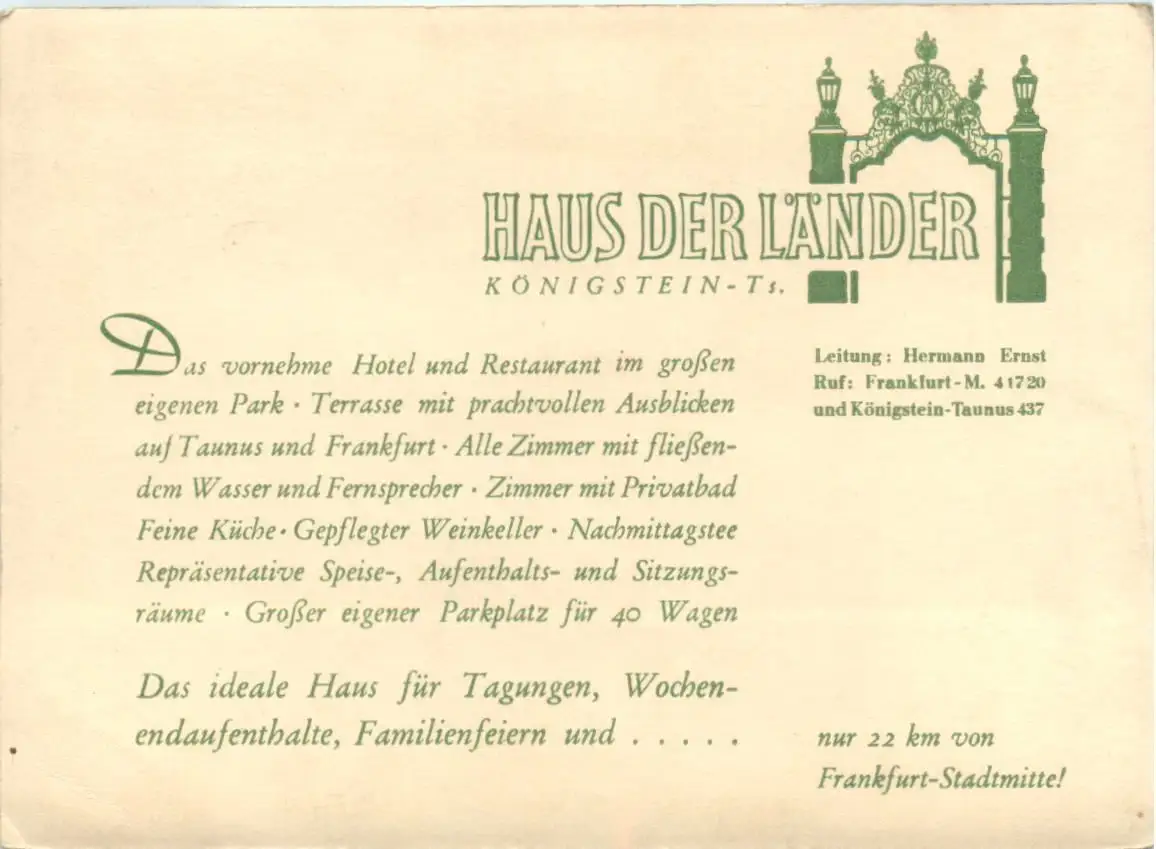 HAUS DER LÄNDER
KÖNIGSTEIN-Ts.
Das vornehme Hotel und Restaurant im großen
eigenen Park · Terrasse mit prachtvollen Ausblicken
auf Taunus und Frankfurt · Alle Zimmer mit fließen-
dem Wasser und Fernsprecher · Zimmer mit Privatbad
Feine Küche · Gepflegter Weinkeller · Nachmittagstee
Repräsentative Speise-, Aufenthalts- und Sitzungs-
räume · Großer eigener Parkplatz für 40 Wagen
Das ideale Haus für Tagungen, Wochen-
endaufenthalte, Familienfeiern und . . . . .
Leitung: Hermann Ernst
Ruf: Frankfurt-M. 41720
und Königstein-Taunus 437
nur 22 km von
Frankfurt-Stadtmitte!